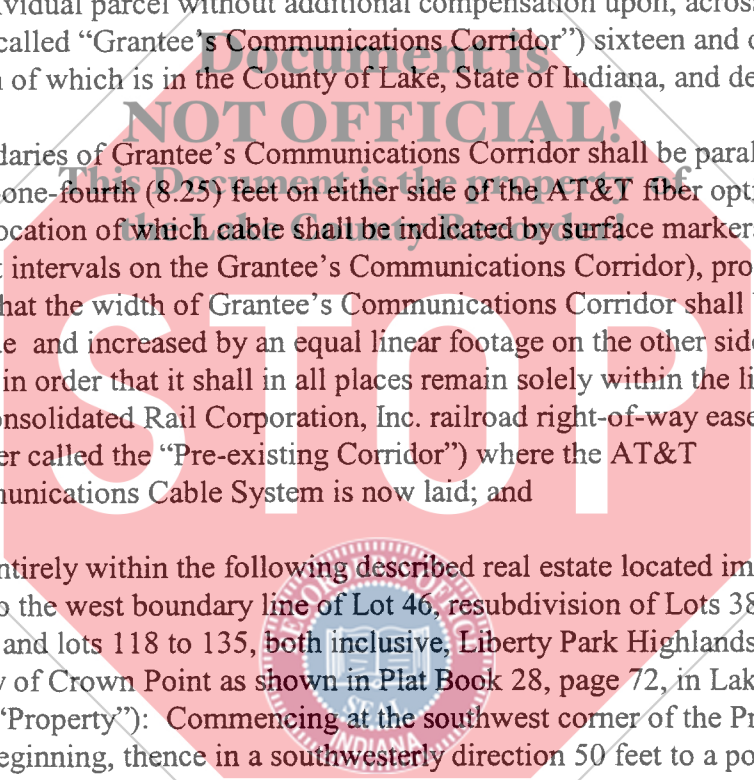 ividual parcel without additional compensation upon, across
called “Grantee’s Communications Corridor”) sixteen and o
Document is
n of which is in the County of Lake, State of Indiana, and de
NOT OFFICIAL!
daries of Grantee’s Communications Corridor shall be paral
This Document is the property of
-one-fourth (8.25) feet on either side of the AT&T fiber opt
the Lake County Recorder!
ocation of which cable shall be indicated by surface marker
t intervals on the Grantee’s Communications Corridor), pro
hat the width of Grantee’s Communications Corridor shall
e and increased by an equal linear footage on the other side
in order that it shall in all places remain solely within the li
STOP
onsolidated Rail Corporation, Inc. railroad right-of-way ease
er called the “Pre-existing Corridor”) where the AT&T
munications Cable System is now laid; and
ntirely within the following described real estate located im
o the west boundary line of Lot 46, resubdivision of Lots 38
and lots 118 to 135, both inclusive, Liberty Park Highlands
y of Crown Point as shown in Plat Book 28, page 72, in Lak
“Property”): Commencing at the southwest corner of the Pr
eginning, thence in a southwesterly direction 50 feet to a po
SEAL
INDIANA